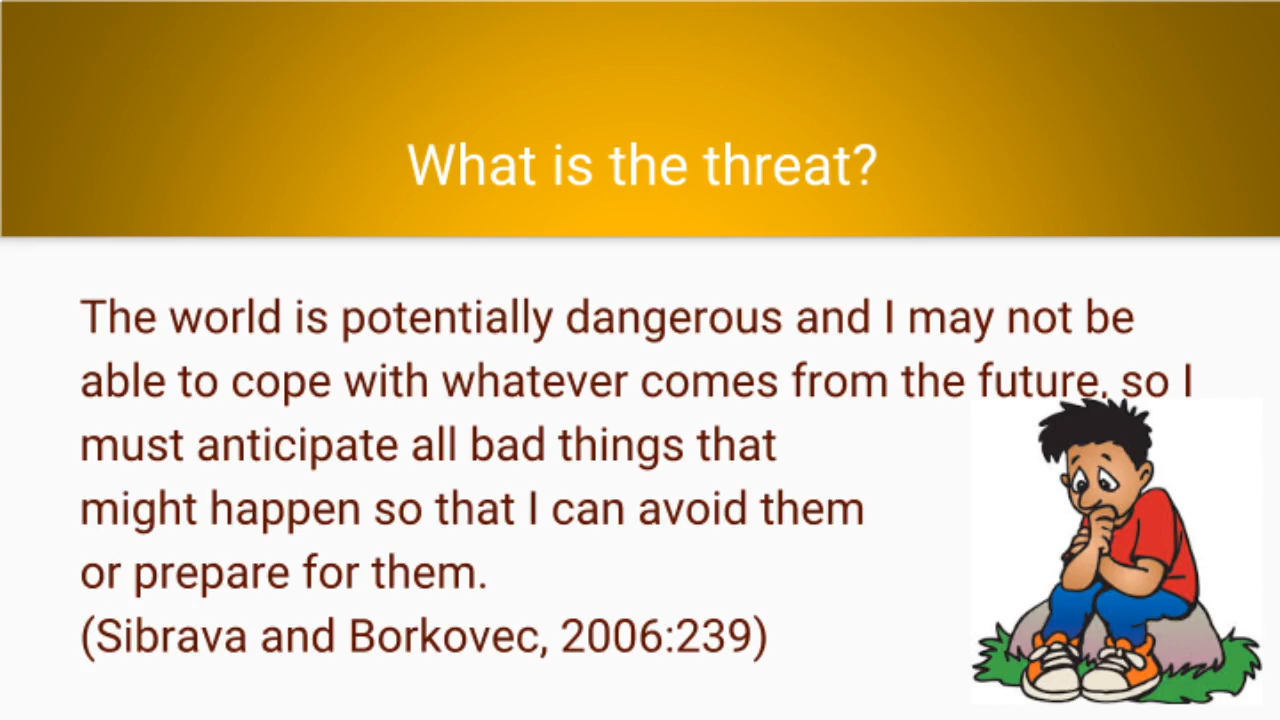 What is the threat?
The world is potentially dangerous and I may not be
able to cope with whatever comes from the future, so I
must anticipate all bad things that
might happen so that I can avoid them
or prepare for them.
(Sibrava and Borkovec, 2006:239)